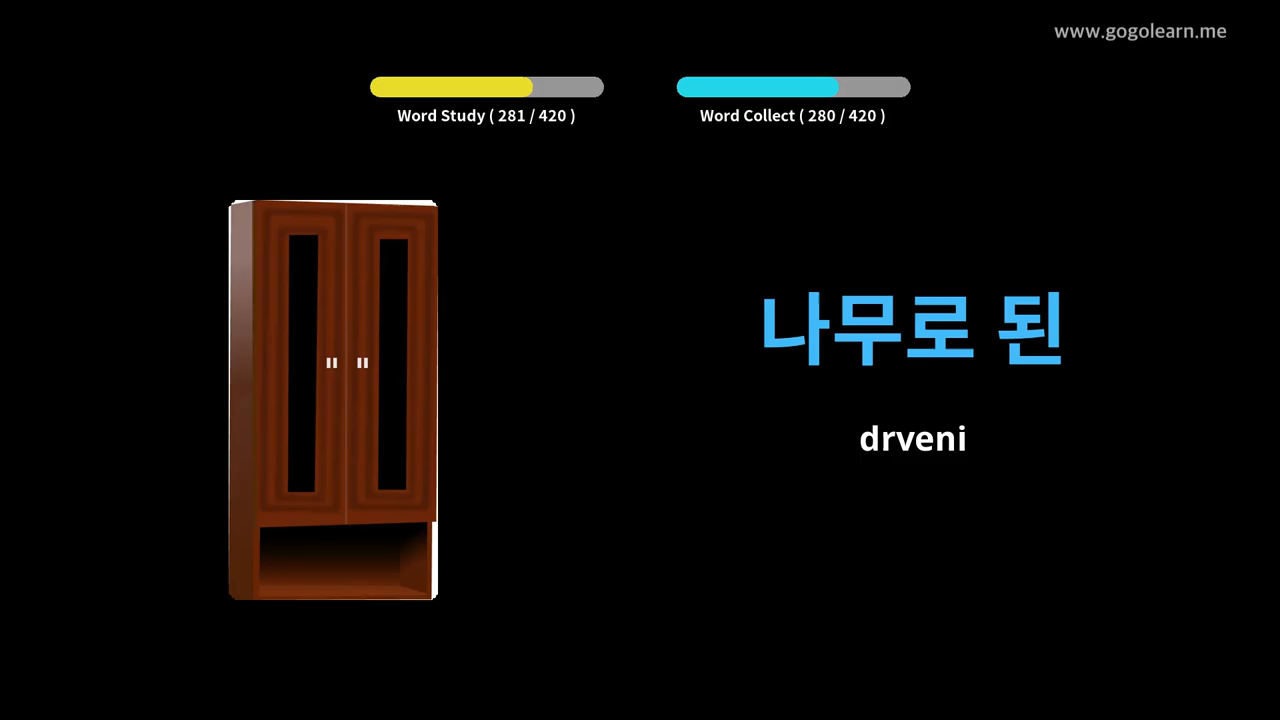 www.gogolearn.me
Word Study ( 281 / 420 )
Word Collect ( 280 / 420 )
나무로 된
drveni